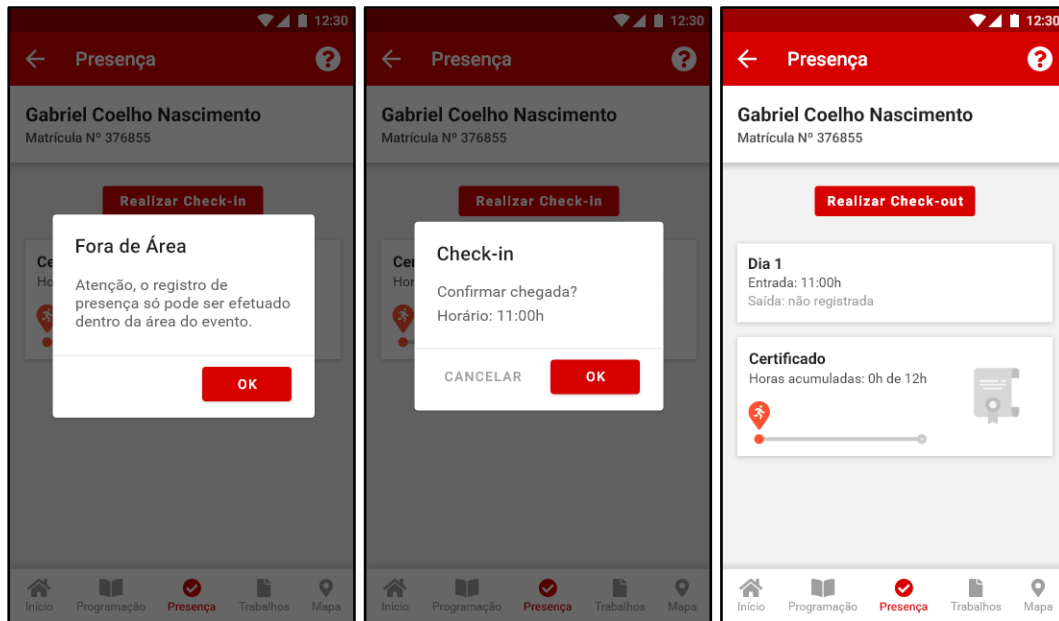 12:30
Presença
?
Gabriel Coelho Nascimento
Matrícula Nº 376855
Realizar Check-in
Ce
Ho
Fora de Área
Atenção, o registro de
presença só pode ser efetuado
dentro da área do evento.
OK
Início
Programação
Presença
Trabalhos
Mapa
12:30
Presença
?
Gabriel Coelho Nascimento
Matrícula Nº 376855
Realizar Check-in
Cer
Hor
Check-in
Confirmar chegada?
Horário: 11:00h
CANCELAR
OK
Início
Programação
Presença
Trabalhos
Mapa
12:30
Presença
?
Gabriel Coelho Nascimento
Matrícula Nº 376855
Realizar Check-out
Dia 1
Entrada: 11:00h
Saída: não registrada
Certificado
Horas acumuladas: 0h de 12h
Início
Programação
Presença
Trabalhos
Mapa